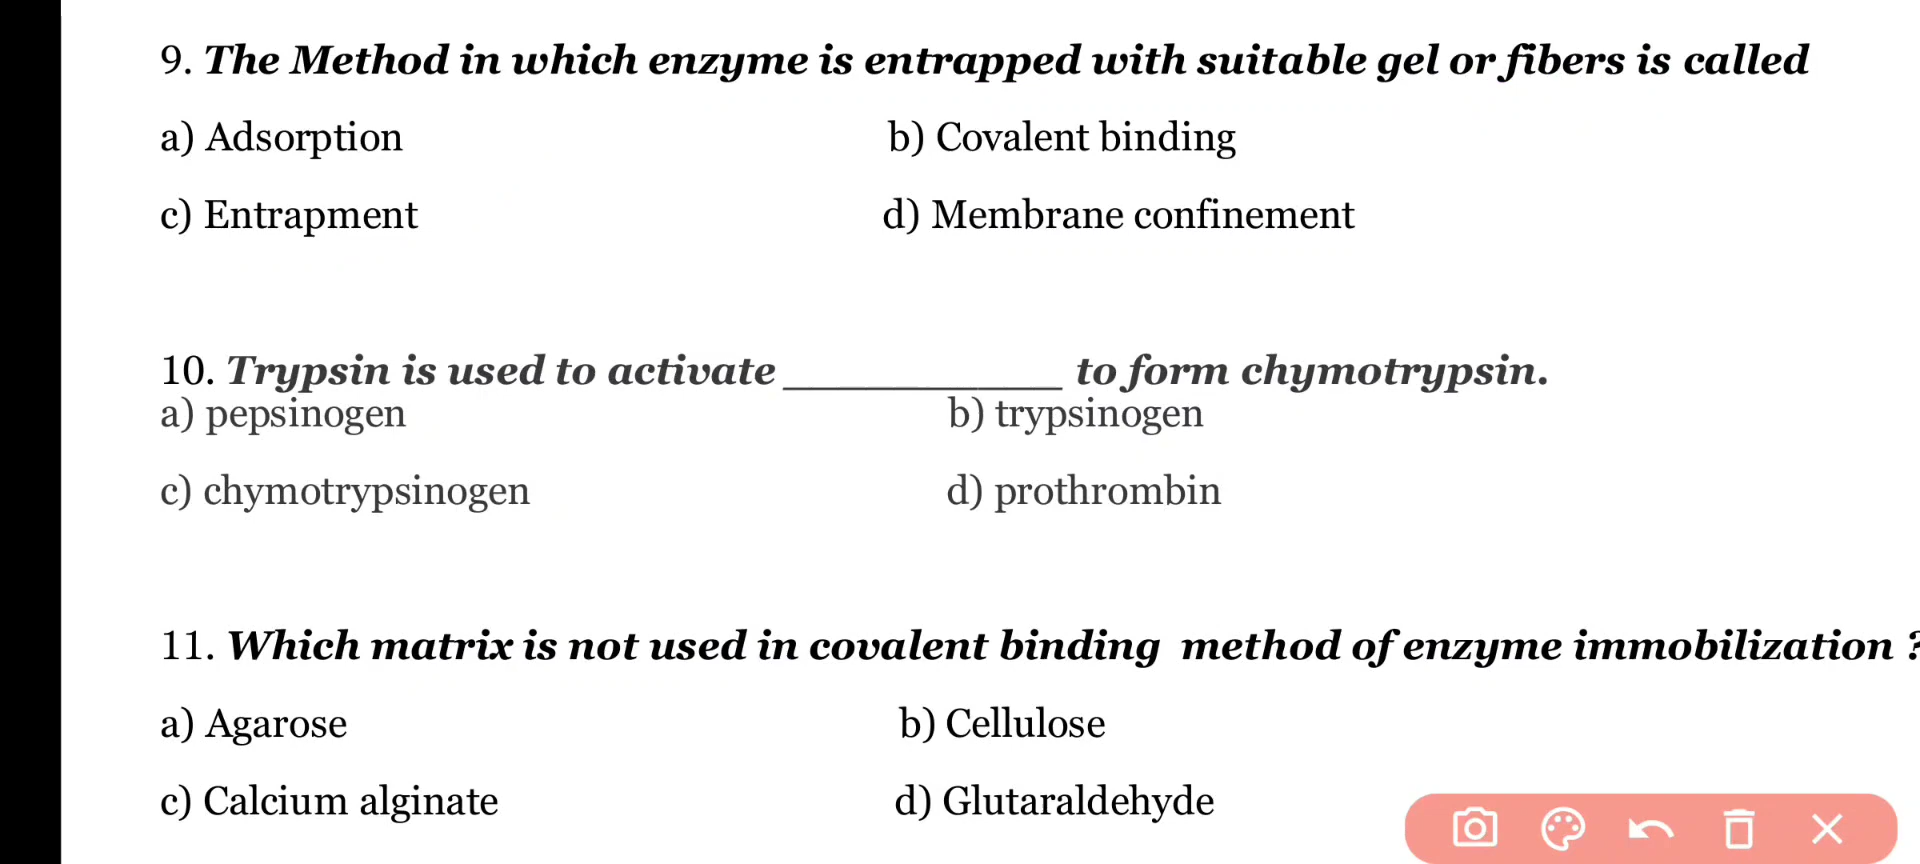 9. The Method in which enzyme is entrapped with suitable gel or fibers is called
a) Adsorption b) Covalent binding
c) Entrapment d) Membrane confinement
10. Trypsin is used to activate____________ to form chymotrypsin.
a) pepsinogen b) trypsinogen
c) chymotrypsinogen d) prothrombin
11. Which matrix is not used in covalent binding method of enzyme immobilization ?
a) Agarose b) Cellulose
c) Calcium alginate d) Glutaraldehyde